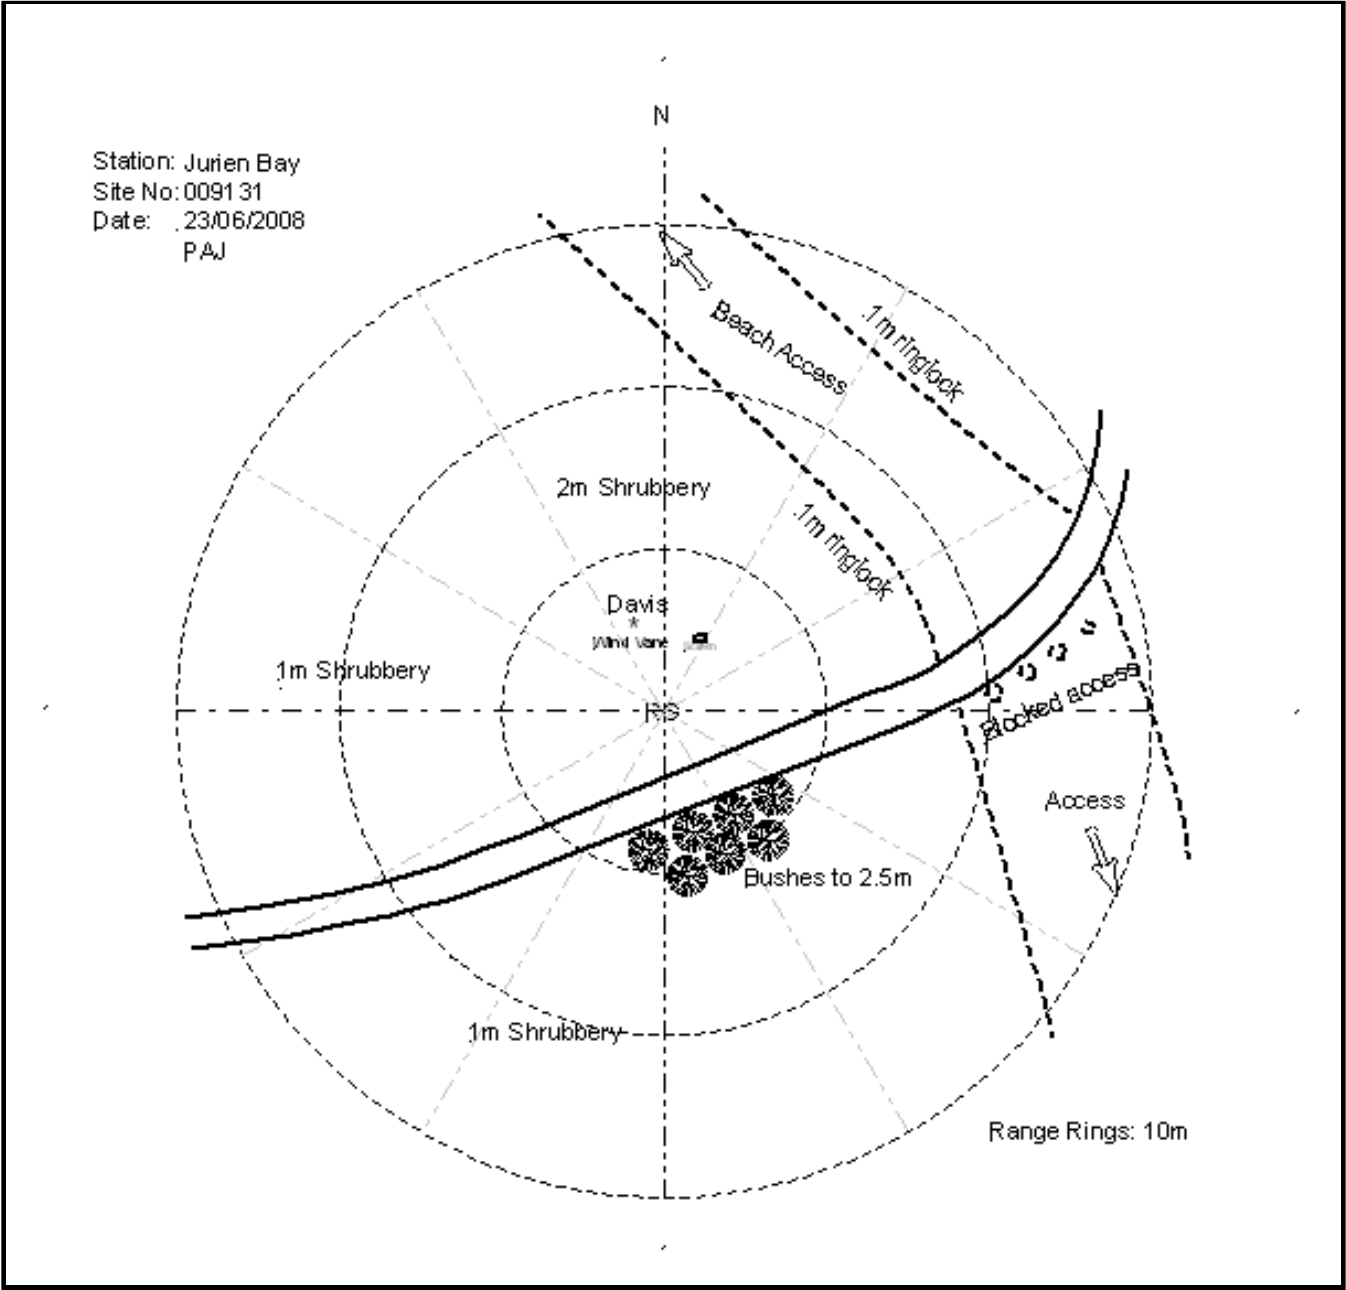 N
Station: Jurien Bay
Site No: 009131
Date: 23/06/2008
PAJ
Beach Access
1m ringlock
2m Shrubbery
1m ringlock
Davis
*
Wind Vane
1m Shrubbery
RG
Blocked access
Access
Bushes to 2.5m
1m Shrubbery
Range Rings: 10m